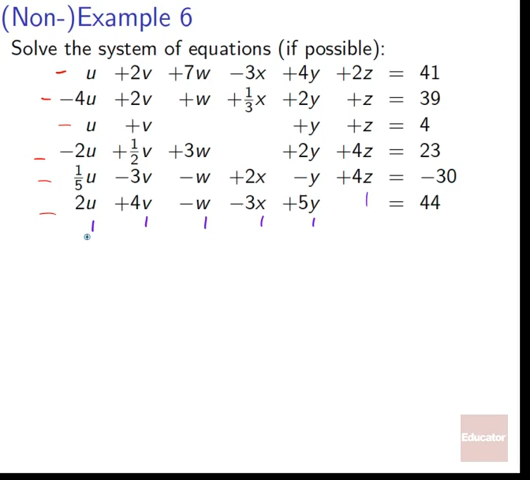 (Non-)Example 6
Solve the system of equations (if possible):
u +2v +7w −3x +4y +2z = 41
−4u +2v +w +1/3x +2y +z = 39
u +v +y +z = 4
−2u +1/2v +3w +2y +4z = 23
1/5u −3v −w +2x −y +4z = −30
2u +4v −w −3x +5y = 44
Educator